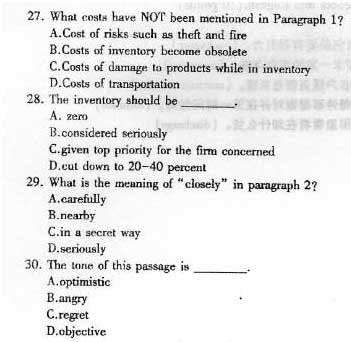 27. What costs have NOT been mentioned in Paragraph 1?
A.Cost of risks such as theft and fire
B.Costs of inventory become obsolete
C.Costs of damage to products while in inventory
D.Costs of transportation
28. The inventory should be ________.
A. zero
B.considered seriously
C.given top priority for the firm concerned
D.cut down to 20-40 percent
29. What is the meaning of "closely" in paragraph 2?
A.carefully
B.nearby
C.in a secret way
D.seriously
30. The tone of this passage is ________.
A.optimistic
B.angry
C.regret
D.objective